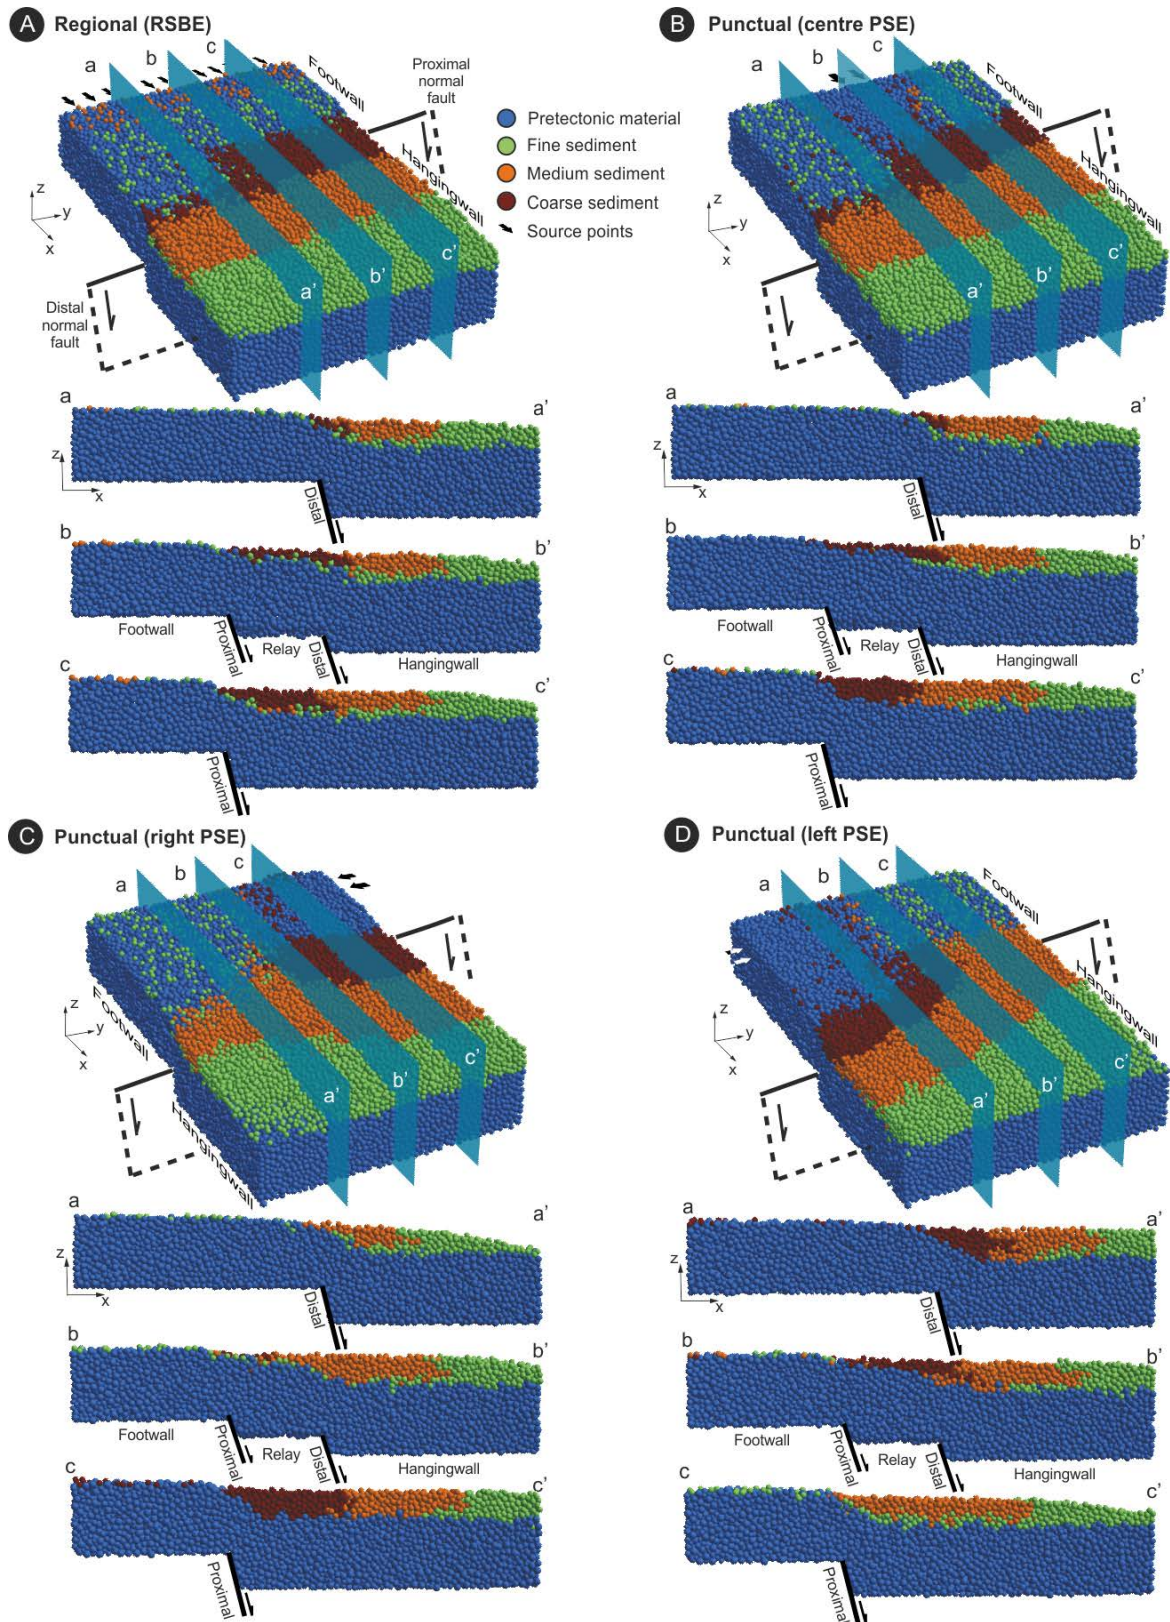 A Regional (RSBE)
a
b
c
Footwall
Proximal
normal
fault
Hangingwall
Pretectonic material
Fine sediment
Medium sediment
Coarse sediment
Source points
z
y
x
Distal
normal
fault
a’
b’
c’
a
a’
z
x
Distal
b
b’
Footwall
Proximal
Relay
Distal
Hangingwall
c
c’
Proximal
B Punctual (centre PSE)
a
b
c
Footwall
Hangingwall
z
y
x
a’
b’
c’
a
a’
z
x
Distal
b
b’
Footwall
Proximal
Relay
Distal
Hangingwall
c
c’
Proximal
C Punctual (right PSE)
a
b
c
Footwall
z
y
x
Hangingwall
a’
b’
c’
a
a’
z
x
Distal
b
b’
Footwall
Proximal
Relay
Distal
Hangingwall
c
c’
Proximal
D Punctual (left PSE)
a
b
c
Footwall
Hangingwall
z
y
x
a’
b’
c’
a
a’
z
x
Distal
b
b’
Footwall
Proximal
Relay
Distal
Hangingwall
c
c’
Proximal